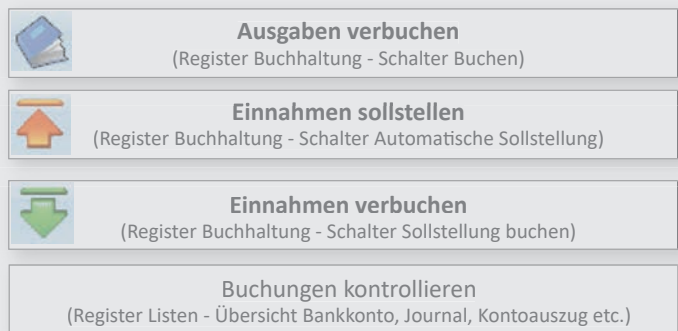 Ausgaben verbuchen
(Register Buchhaltung - Schalter Buchen)
Einnahmen sollstellen
(Register Buchhaltung - Schalter Automatische Sollstellung)
Einnahmen verbuchen
(Register Buchhaltung - Schalter Sollstellung buchen)
Buchungen kontrollieren
(Register Listen - Übersicht Bankkonto, Journal, Kontoauszug etc.)